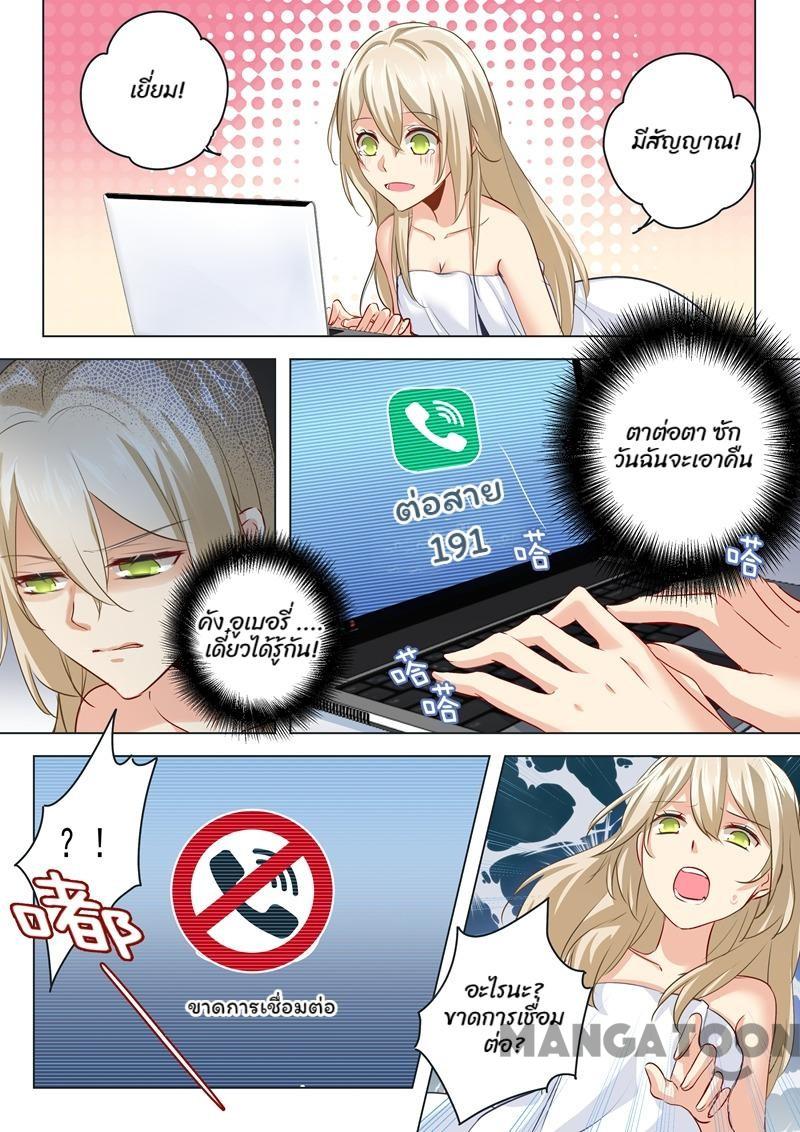 เยี่ยม!
มีสัญญาณ!
ตาต่อตา ซัก
วันฉันจะเอาคืน
ต่อสาย
191
嗒
嗒
คัง อูเบอรี่ ....
เดี๋ยวได้รู้กัน!
嗒
嗒
?!
嘟
ขาดการเชื่อมต่อ
อะไรนะ?
ขาดการเชื่อม
ต่อ?
MANGATOON